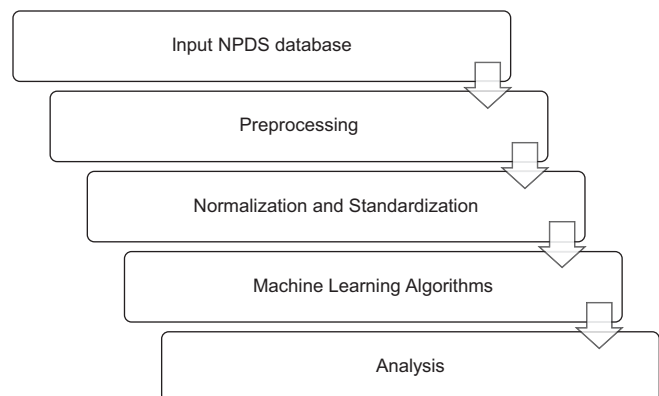 Input NPDS database
Preprocessing
Normalization and Standardization
Machine Learning Algorithms
Analysis